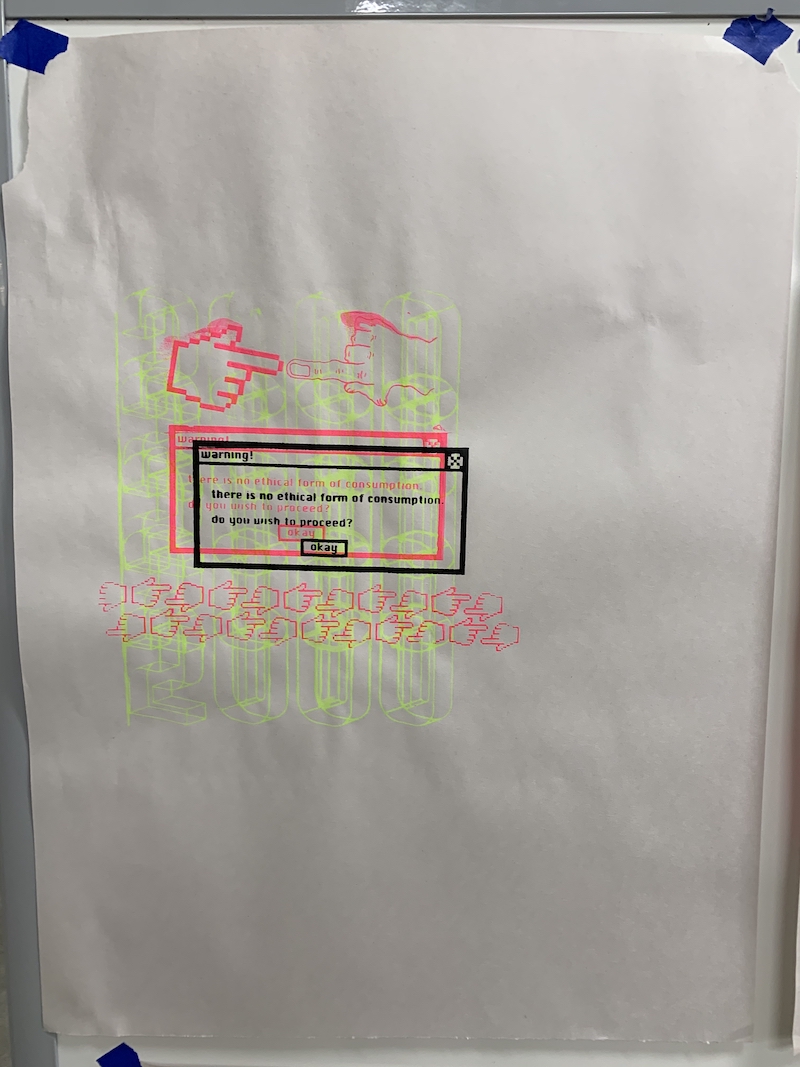 warning!
warning!
there is no ethical form of consumption.
there is no ethical form of consumption.
do you wish to proceed?
do you wish to proceed?
okay
okay
2000